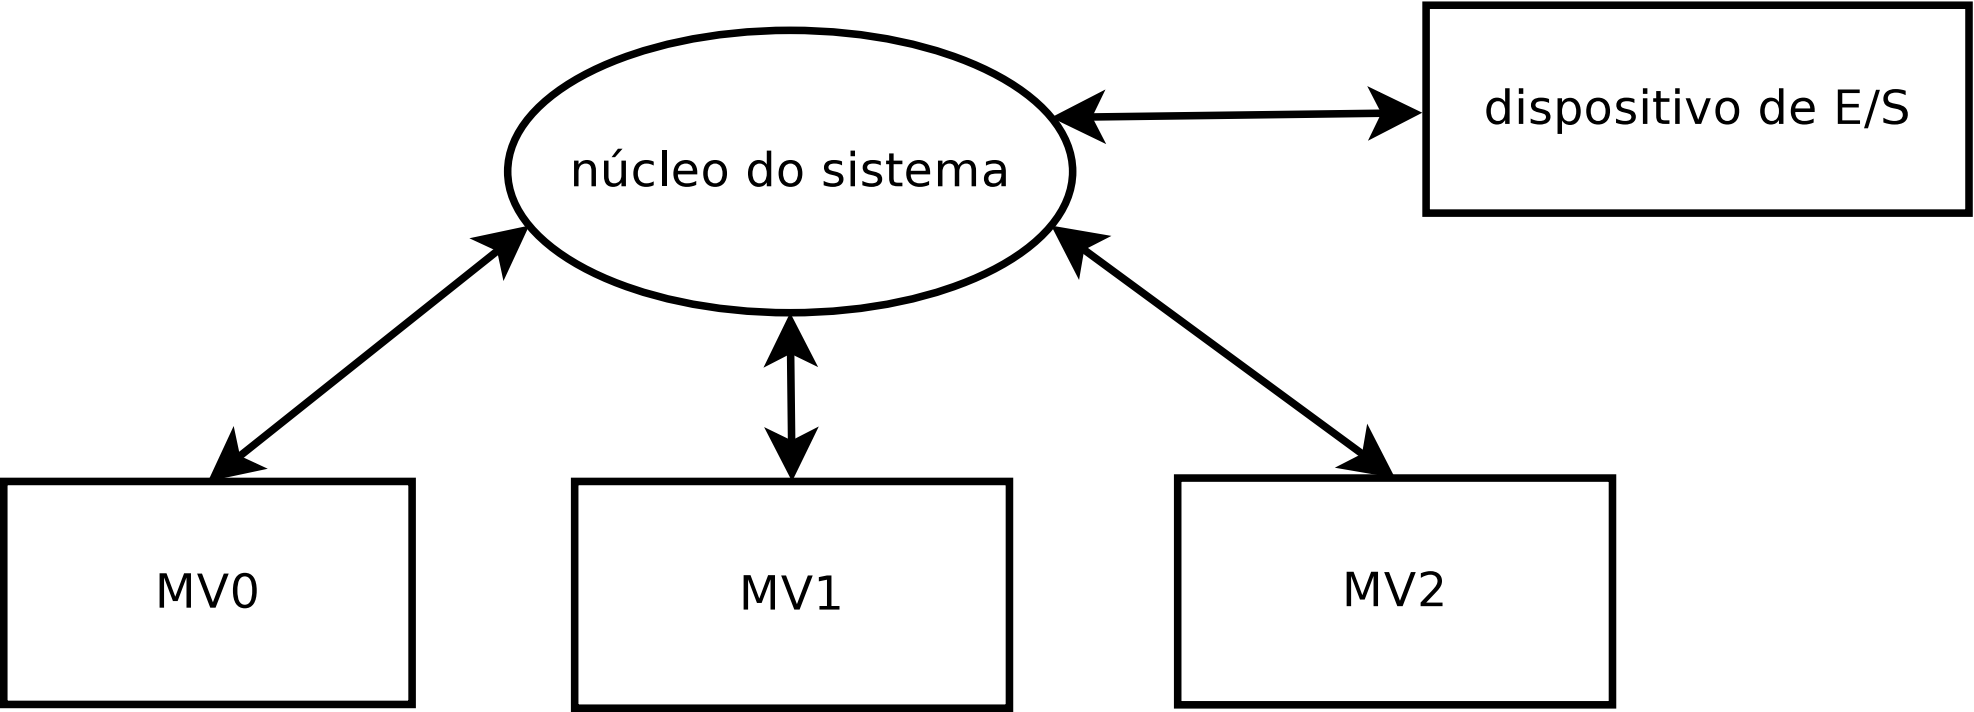 dispositivo de E/S
núcleo do sistema
MV0
MV1
MV2